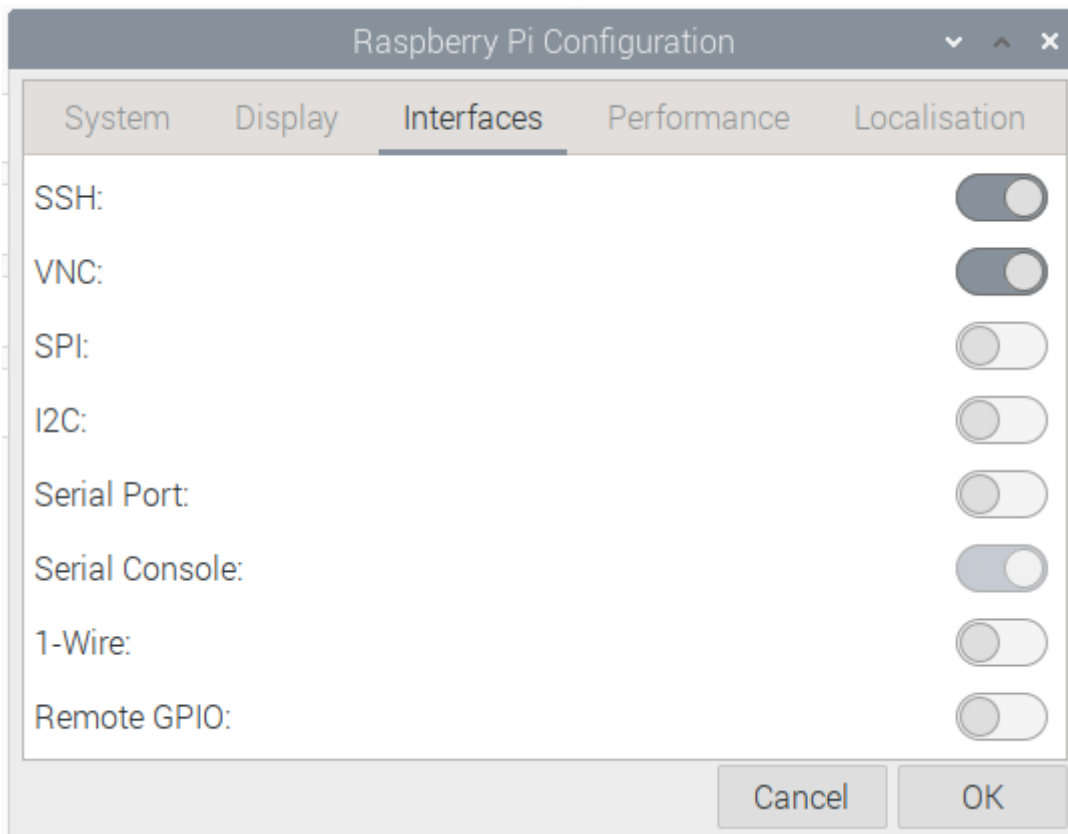 Raspberry Pi Configuration
System Display Interfaces Performance Localisation
SSH:
VNC:
SPI:
I2C:
Serial Port:
Serial Console:
1-Wire:
Remote GPIO:
Cancel OK